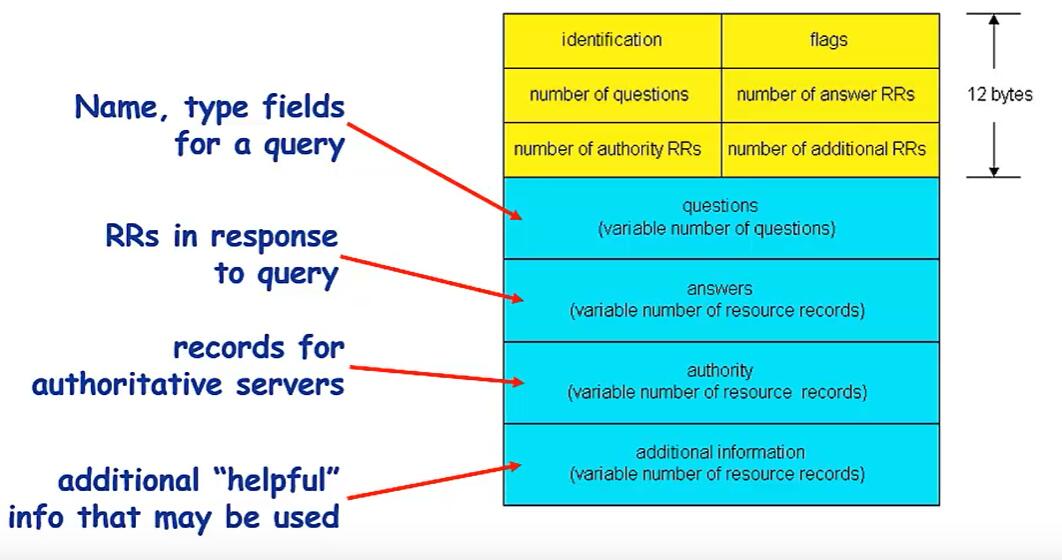 identification
flags
number of questions
number of answer RRs
12 bytes
number of authority RRs
number of additional RRs
Name, type fields
for a query
questions
(variable number of questions)
RRs in response
to query
answers
(variable number of resource records)
records for
authoritative servers
authority
(variable number of resource records)
additional "helpful"
info that may be used
additional information
(variable number of resource records)